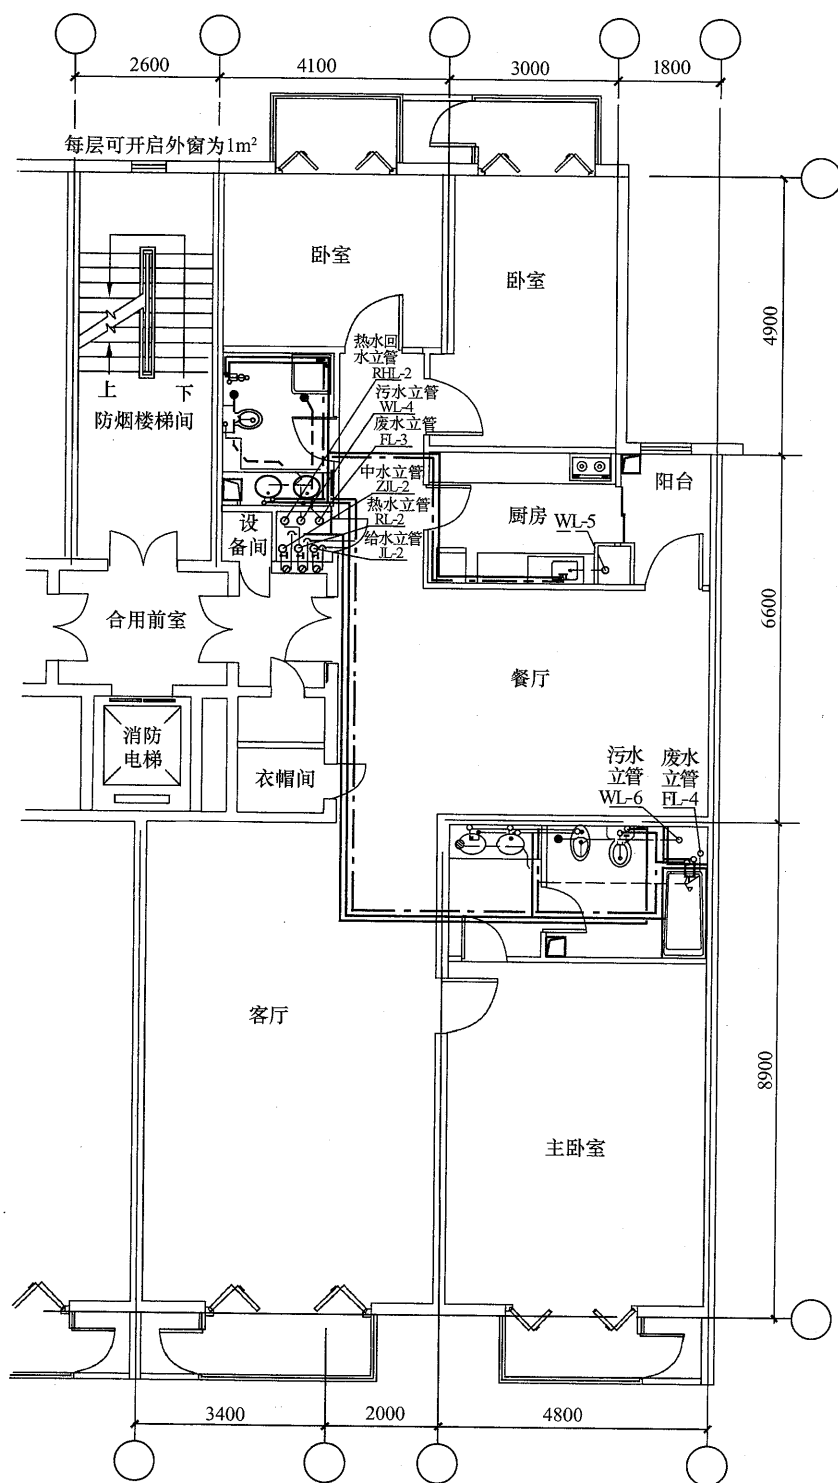 2600
4100
3000
1800
每层可开启外窗为1m²
卧室
卧室
4900
热水回
水立管
RHL-2
污水立管
WL-4
废水立管
FL-3
上
下
防烟楼梯间
中水立管
ZJL-2
热水立管
RL-2
给水立管
JL-2
设
备间
厨房
WL-5
阳台
合用前室
6600
餐厅
消防
电梯
衣帽间
污水
立管
WL-6
废水
立管
FL-4
客厅
8900
主卧室
3400
2000
4800